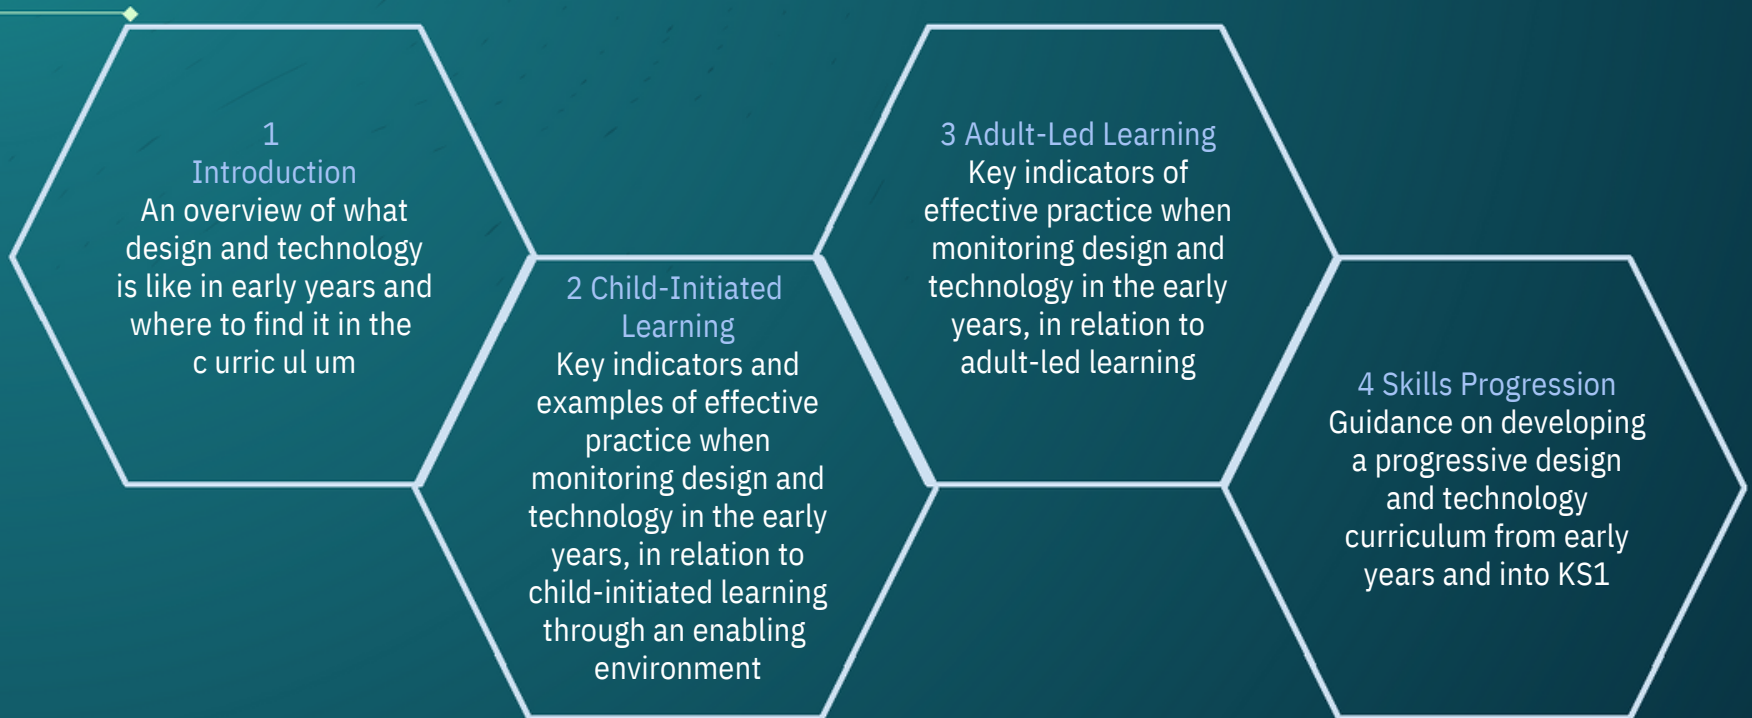 1
Introduction
An overview of what
design and technology
is like in early years and
where to find it in the
c urric ul um
2 Child-Initiated
Learning
Key indicators and
examples of effective
practice when
monitoring design and
technology in the early
years, in relation to
child-initiated learning
through an enabling
environment
3 Adult-Led Learning
Key indicators of
effective practice when
monitoring design and
technology in the early
years, in relation to
adult-led learning
4 Skills Progression
Guidance on developing
a progressive design
and technology
curriculum from early
years and into KS1